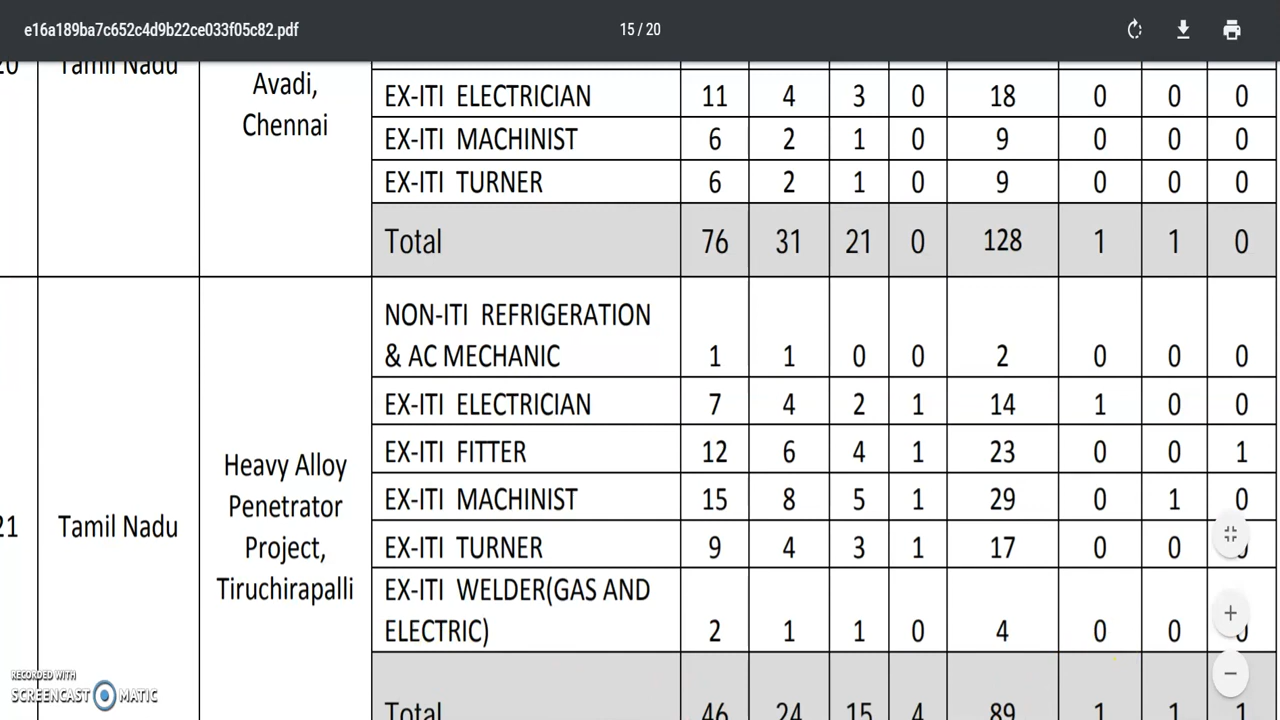 e16a189ba7c652c4d9b22ce033f05c82.pdf 15 / 20
20 Tamil Nadu Avadi, Chennai
EX-ITI ELECTRICIAN 11 4 3 0 18 0 0 0
EX-ITI MACHINIST 6 2 1 0 9 0 0 0
EX-ITI TURNER 6 2 1 0 9 0 0 0
Total 76 31 21 0 128 1 1 0
21 Tamil Nadu Heavy Alloy
Penetrator
Project,
Tiruchirapalli
NON-ITI REFRIGERATION
& AC MECHANIC 1 1 0 0 2 0 0 0
EX-ITI ELECTRICIAN 7 4 2 1 14 1 0 0
EX-ITI FITTER 12 6 4 1 23 0 0 1
EX-ITI MACHINIST 15 8 5 1 29 0 1 0
EX-ITI TURNER 9 4 3 1 17 0 0
EX-ITI WELDER(GAS AND
ELECTRIC) 2 1 1 0 4 0 0
Total 46 24 15 4 89 1 1 1
RECORDED WITH
SCREENCAST MATIC